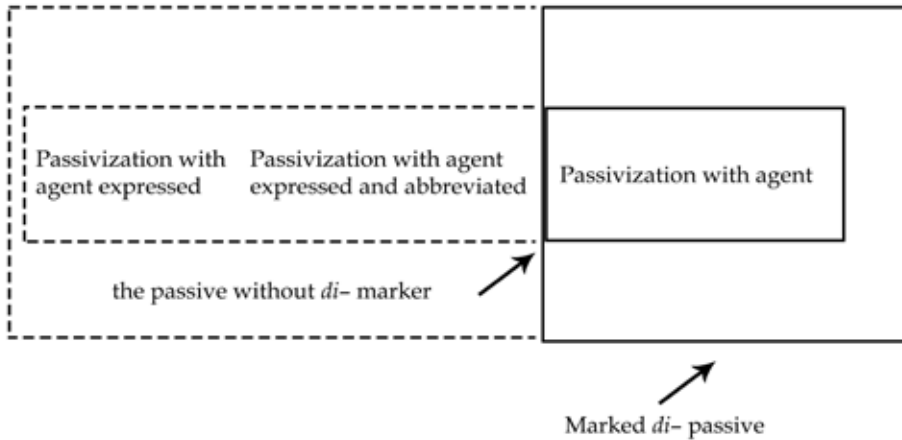 Passivization with
agent expressed
Passivization with agent
expressed and abbreviated
Passivization with agent
the passive without di– marker
Marked di– passive